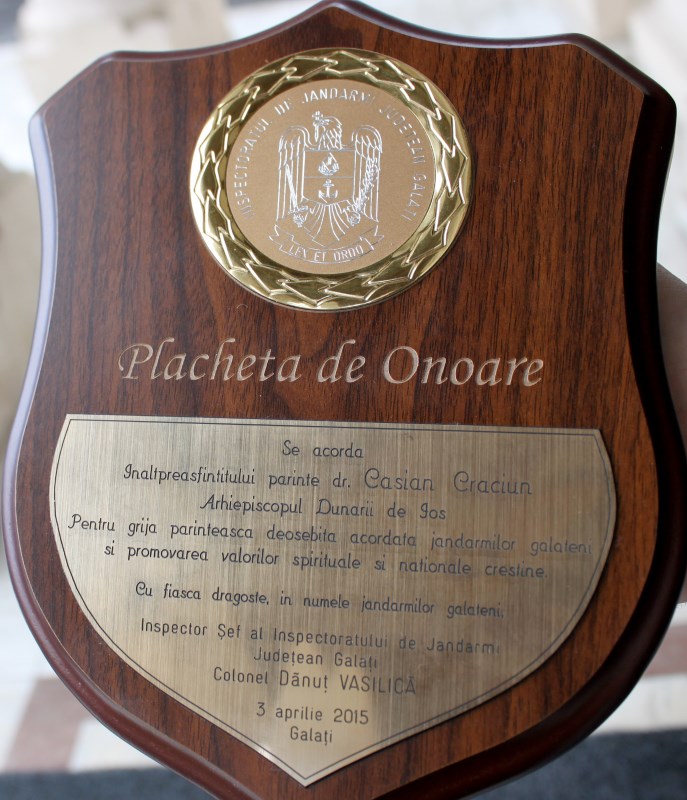 INSPECTORATUL DE JANDARMI JUDEȚEAN GALAȚI
LEX ET ORDO
Placheta de Onoare
Se acorda
Inaltpreasfintitului parinte dr. Casian Craciun
Arhiepiscopul Dunarii de Jos
Pentru grija parinteasca deosebita acordata jandarmilor galateni
si promovarea valorilor spirituale si nationale crestine.
Cu fiasca dragoste, in numele jandarmilor galateni,
Inspector Șef al Inspectoratului de Jandarmi
Județean Galați
Colonel Dănuț VASILICĂ
3 aprilie 2015
Galați